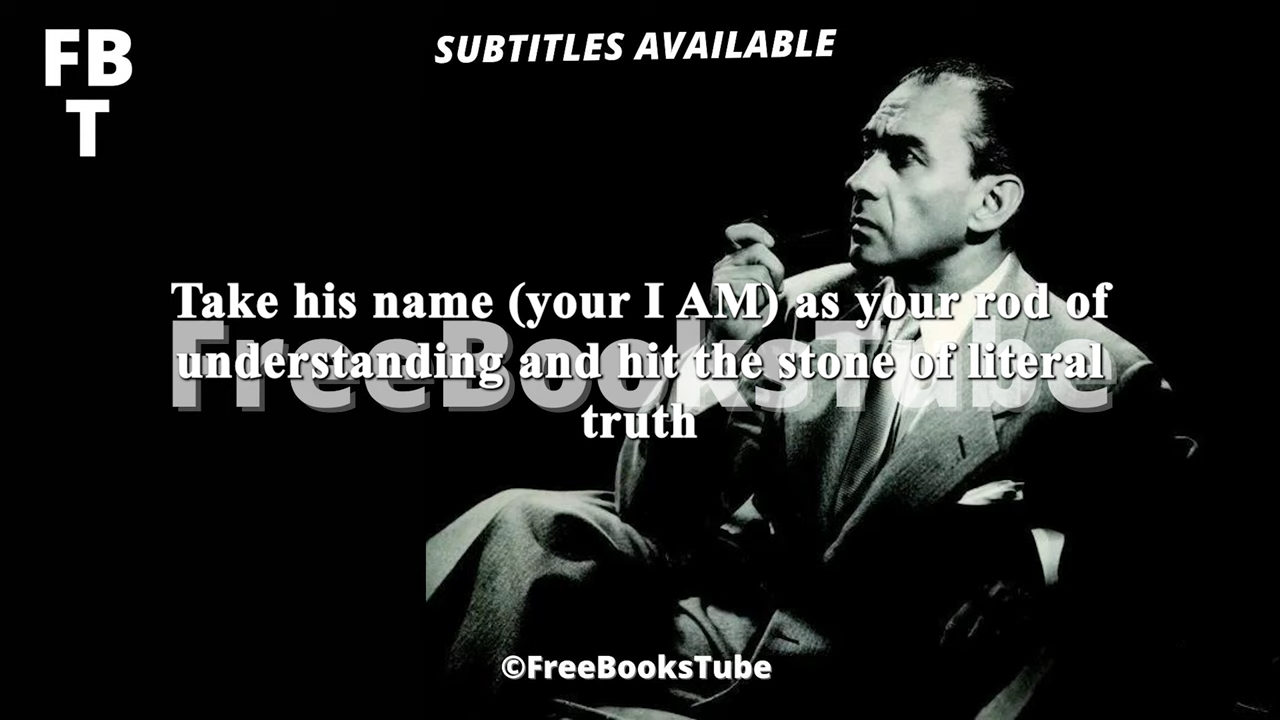 FB
T
SUBTITLES AVAILABLE
Take his name (your I AM) as your rod of
understanding and hit the stone of literal
truth
FreeBooksTube
©FreeBooksTube